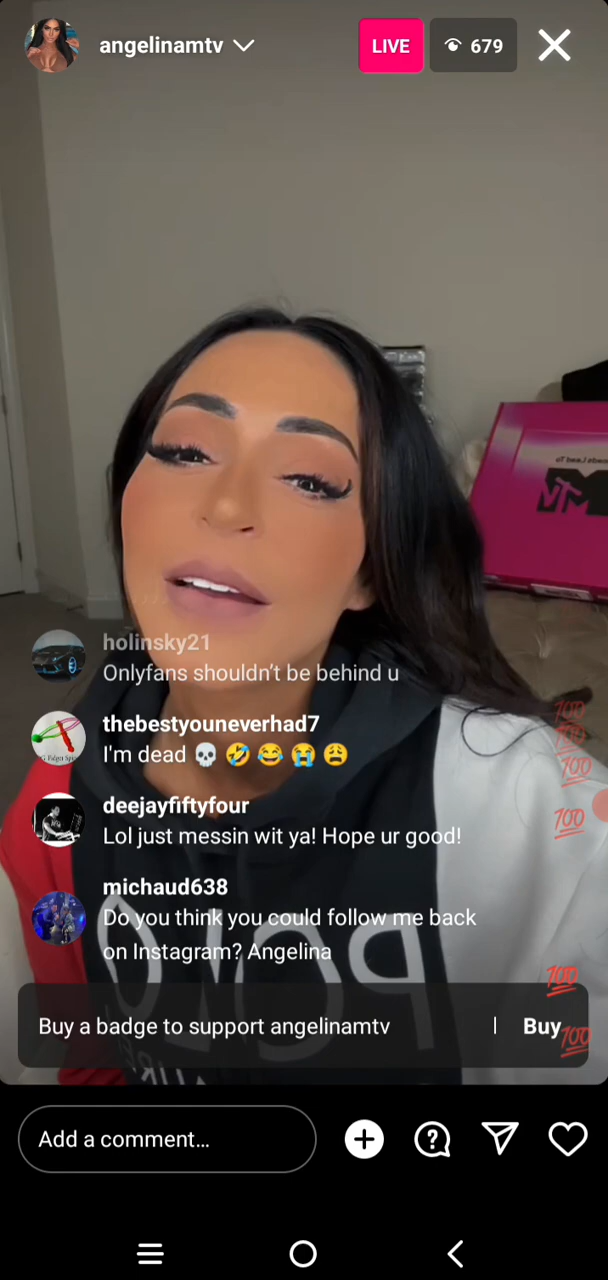 angelinamtv
LIVE
679
MTV
holinsky21
Onlyfans shouldn't be behind u
thebestyouneverhad7
I'm dead 💀 🤣 😂 😭 😩
deejayfiftyfour
Lol just messin wit ya! Hope ur good!
michaud638
Do you think you could follow me back
on Instagram? Angelina
POLO
Buy a badge to support angelinamtv
Buy
Add a comment...
💯
💯
💯
💯
💯
💯